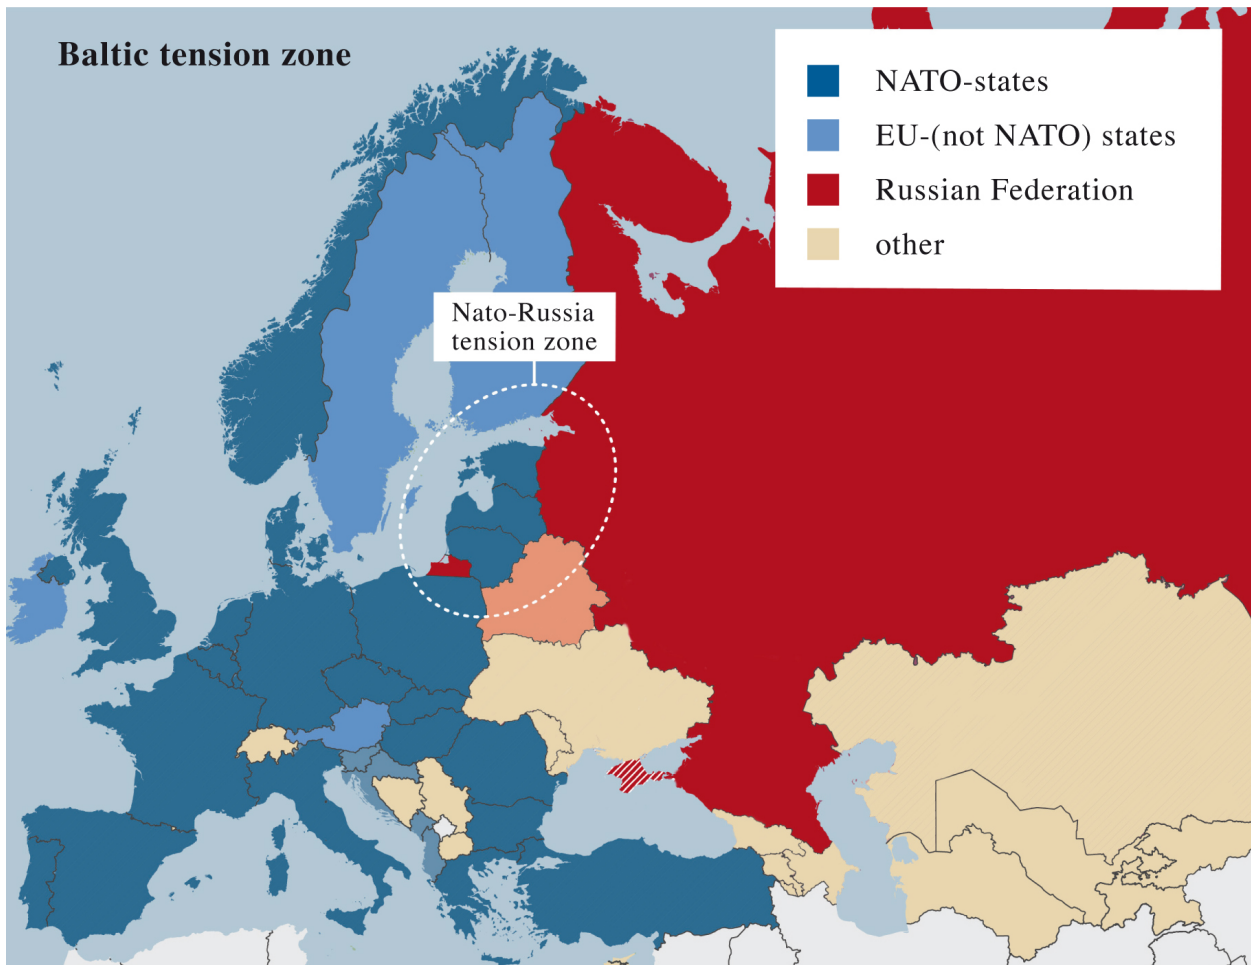 Baltic tension zone
NATO-states
EU-(not NATO) states
Russian Federation
other
Nato-Russia
tension zone